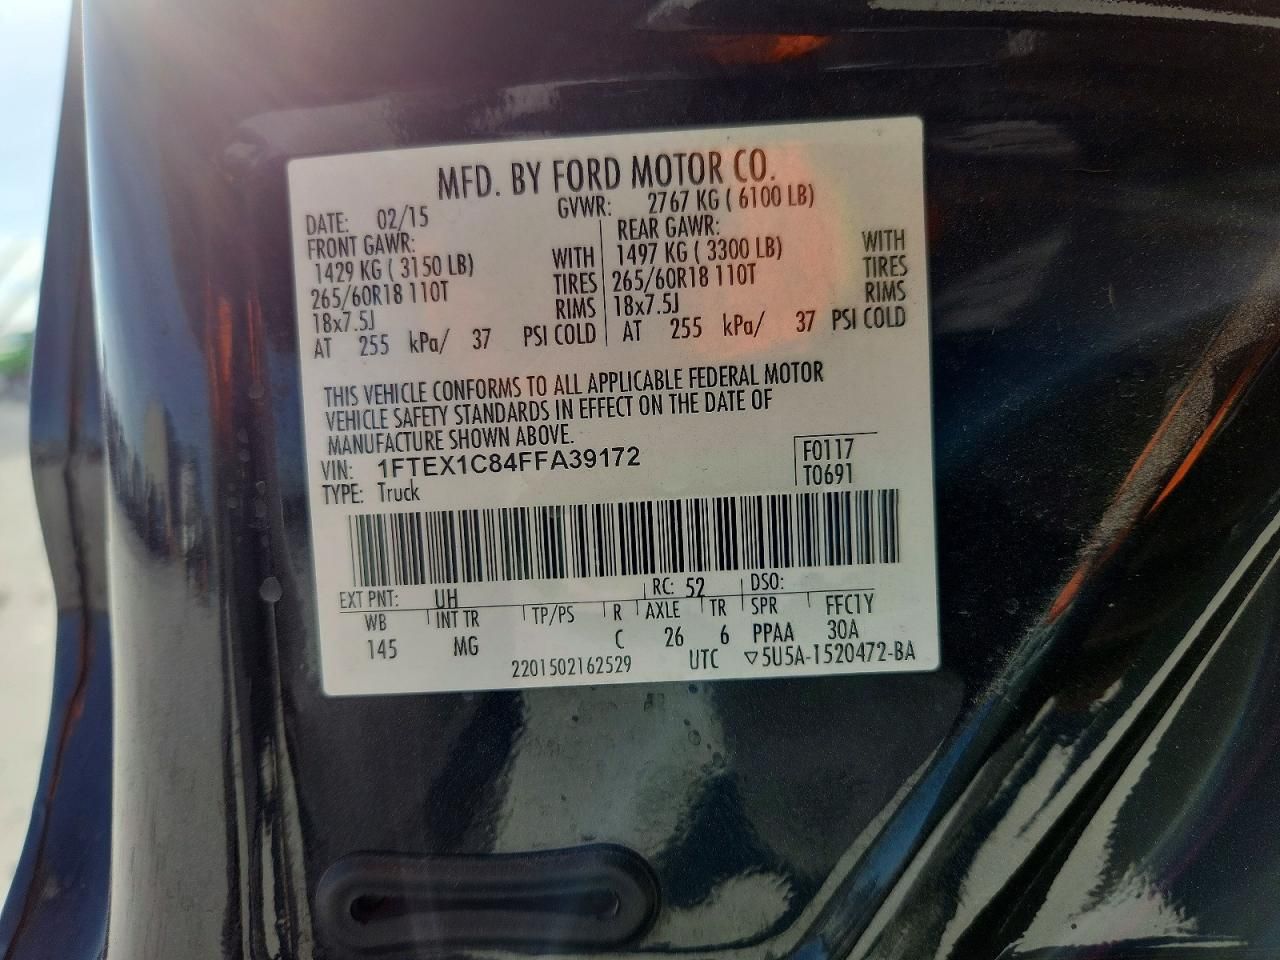 MFD. BY FORD MOTOR CO.
DATE: 02/15 GVWR: 2767 KG ( 6100 LB)
FRONT GAWR: REAR GAWR:
1429 KG ( 3150 LB) WITH 1497 KG ( 3300 LB) WITH
265/60R18 110T TIRES 265/60R18 110T TIRES
18x7.5J RIMS 18x7.5J RIMS
AT 255 kPa/ 37 PSI COLD AT 255 kPa/ 37 PSI COLD
THIS VEHICLE CONFORMS TO ALL APPLICABLE FEDERAL MOTOR
VEHICLE SAFETY STANDARDS IN EFFECT ON THE DATE OF
MANUFACTURE SHOWN ABOVE.
VIN: 1FTEX1C84FFA39172 F0117
TYPE: Truck T0691
EXT PNT: UH RC: 52 DSO:
WB INT TR TP/PS R AXLE TR SPR FFC1Y
145 MG C 26 6 PPAA 30A
2201502162529 UTC ▽5U5A-1520472-BA